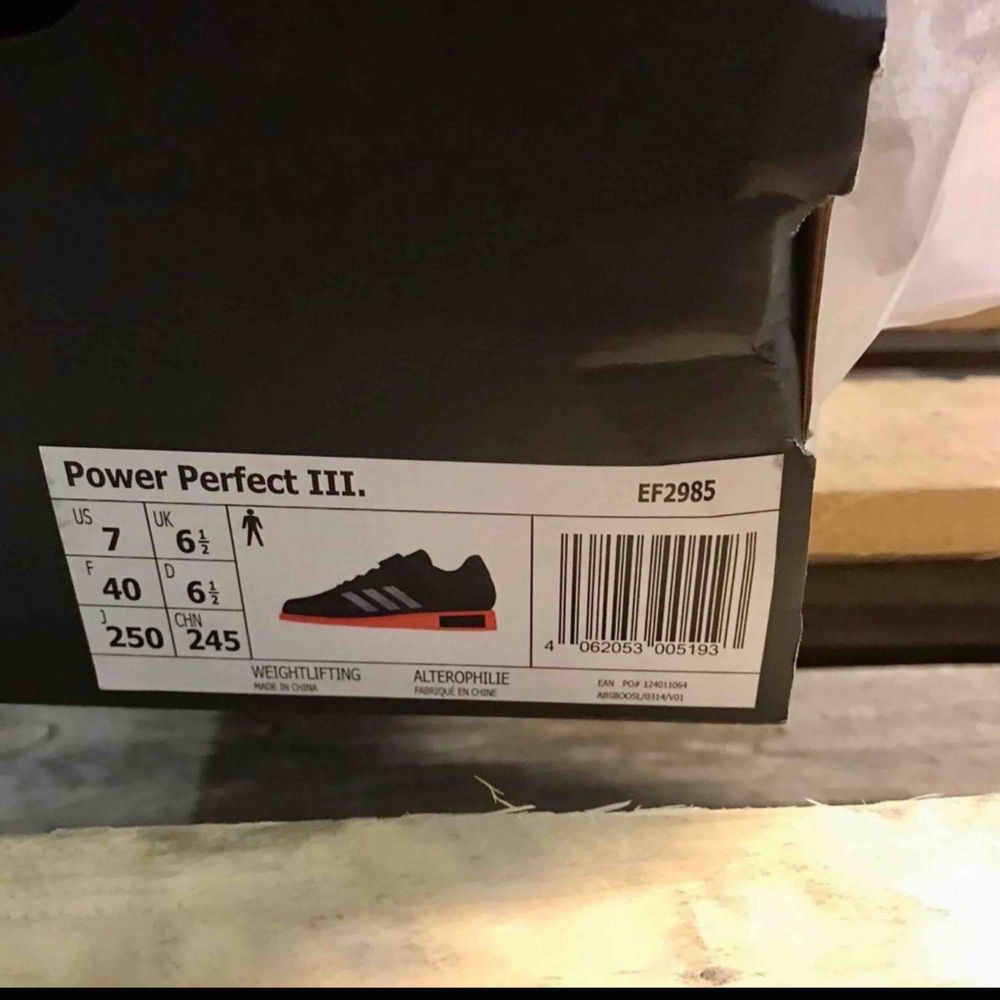 Power Perfect III.
EF2985
US 7 UK 6½
F 40 D 6½
J 250 CHN 245
4 062053 005193
WEIGHTLIFTING ALTEROPHILIE
MADE IN CHINA FABRIQUÉ EN CHINE
EAN PO# 124011064
ABSBOOSL/0314/V01